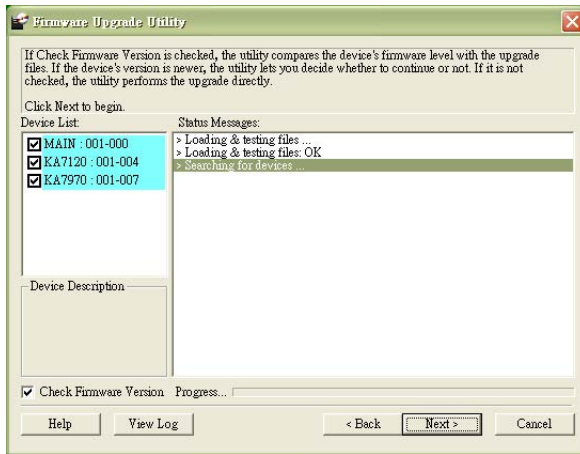 Firmware Upgrade Utility
If Check Firmware Version is checked, the utility compares the device's firmware level with the upgrade
files. If the device's version is newer, the utility lets you decide whether to continue or not. If it is not
checked, the utility performs the upgrade directly.
Click Next to begin.
Device List:
Status Messages:
MAIN : 001-000
KA7120 : 001-004
KA7970 : 001-007
> Loading & testing files ...
> Loading & testing files: OK
> Searching for devices ...
Device Description
Check Firmware Version Progress...
Help View Log < Back Next > Cancel